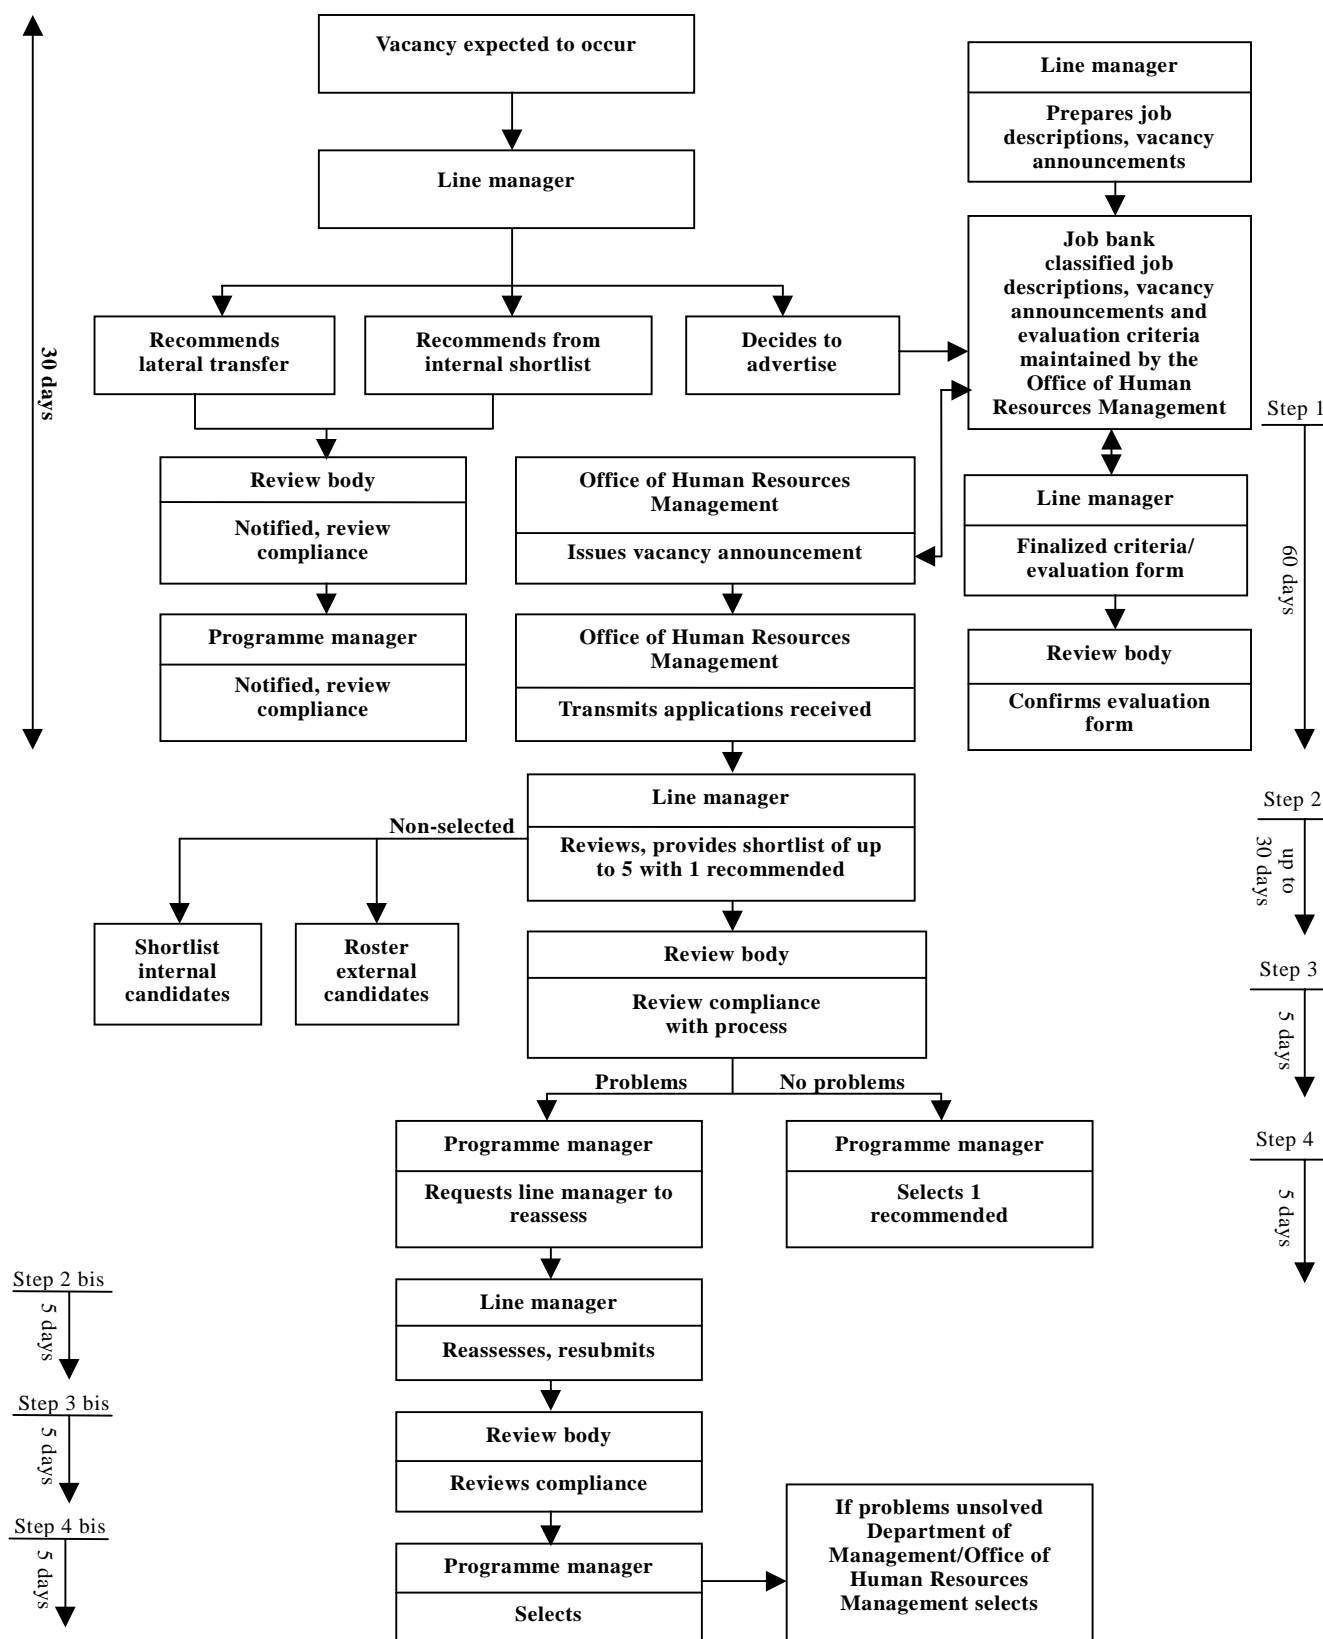 Vacancy expected to occur
Line manager
Prepares job
descriptions, vacancy
announcements
Line manager
Job bank
classified job
descriptions, vacancy
announcements and
evaluation criteria
maintained by the
Office of Human
Resources Management
Recommends
lateral transfer
Recommends from
internal shortlist
Decides to
advertise
30 days
Step 1
60 days
Review body
Notified, review
compliance
Office of Human Resources
Management
Issues vacancy announcement
Line manager
Finalized criteria/
evaluation form
Programme manager
Notified, review
compliance
Office of Human Resources
Management
Transmits applications received
Review body
Confirms evaluation
form
Line manager
Reviews, provides shortlist of up
to 5 with 1 recommended
Non-selected
Step 2
up to
30 days
Shortlist
internal
candidates
Roster
external
candidates
Review body
Review compliance
with process
Step 3
5 days
Problems
No problems
Programme manager
Requests line manager to
reassess
Programme manager
Selects 1
recommended
Step 4
5 days
Step 2 bis
5 days
Line manager
Reassesses, resubmits
Step 3 bis
5 days
Review body
Reviews compliance
Step 4 bis
5 days
Programme manager
Selects
If problems unsolved
Department of
Management/Office of
Human Resources
Management selects